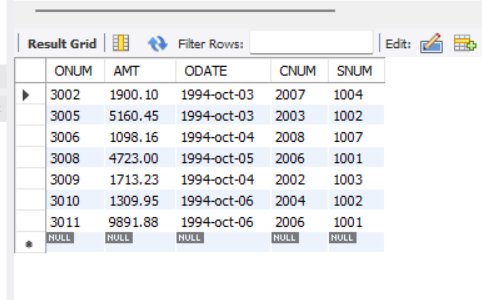 Result Grid Filter Rows: Edit:
ONUM AMT ODATE CNUM SNUM
3002 1900.10 1994-oct-03 2007 1004
3005 5160.45 1994-oct-03 2003 1002
3006 1098.16 1994-oct-04 2008 1007
3008 4723.00 1994-oct-05 2006 1001
3009 1713.23 1994-oct-04 2002 1003
3010 1309.95 1994-oct-06 2004 1002
3011 9891.88 1994-oct-06 2006 1001
NULL NULL NULL NULL NULL